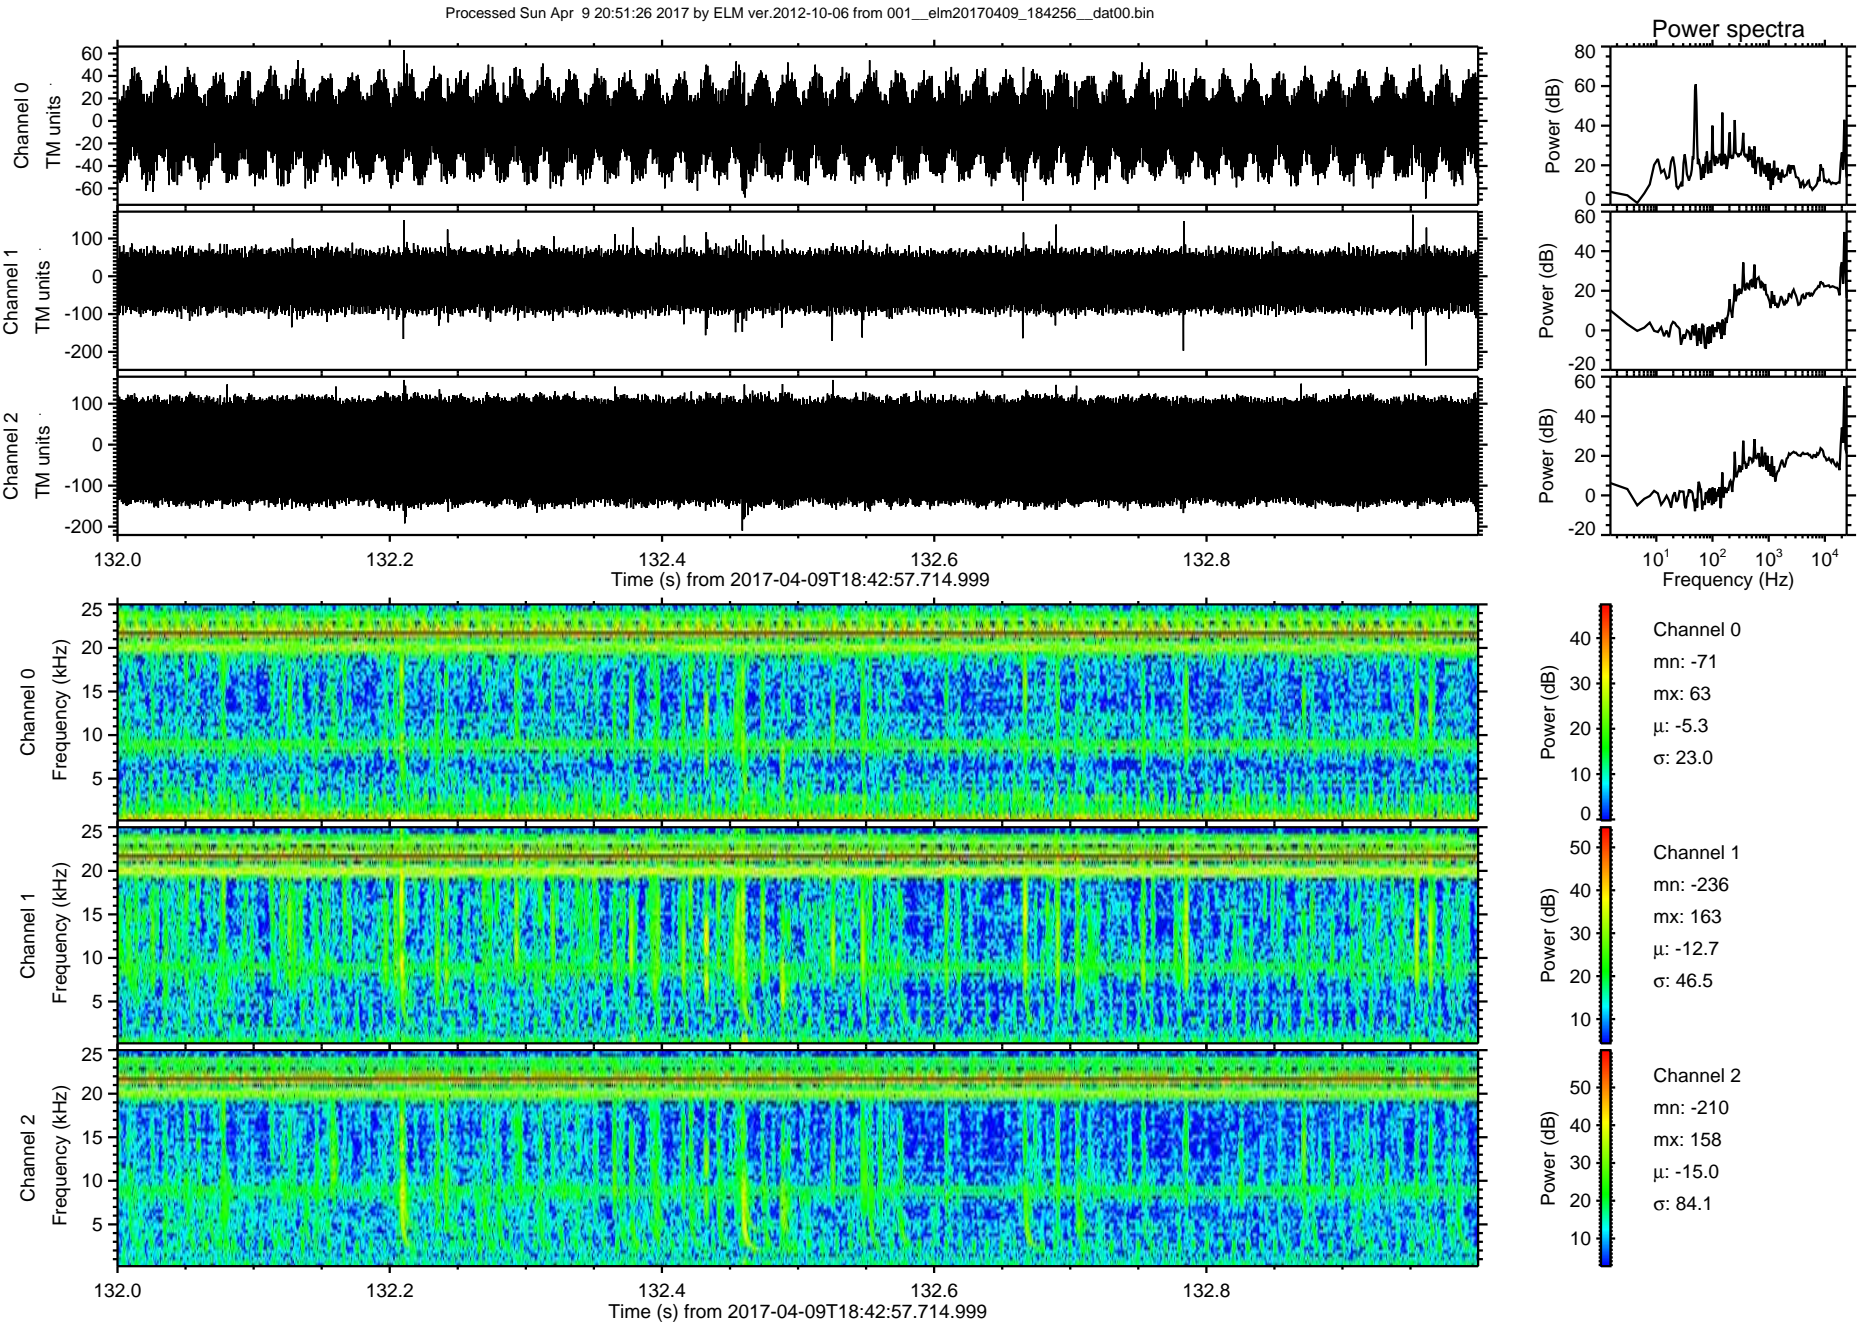 Processed Sun Apr  9 20:51:26 2017 by ELM ver.2012-10-06 from 001__elm20170409_184256__dat00.bin
Power spectra
Channel 0
TM units
60
40
20
0
-20
-40
-60
Power (dB)
80
60
40
20
0
Channel 1
TM units
100
0
-100
-200
Power (dB)
60
40
20
0
-20
Channel 2
TM units
100
0
-100
-200
Power (dB)
60
40
20
0
-20
132.0 132.2 132.4 132.6 132.8
Time (s) from 2017-04-09T18:42:57.714.999
10¹ 10² 10³ 10⁴
Frequency (Hz)
Channel 0
Frequency (kHz)
25
20
15
10
5
Power (dB)
40
30
20
10
0
Channel 0
mn: -71
mx: 63
μ: -5.3
σ: 23.0
Channel 1
Frequency (kHz)
25
20
15
10
5
Power (dB)
50
40
30
20
10
Channel 1
mn: -236
mx: 163
μ: -12.7
σ: 46.5
Channel 2
Frequency (kHz)
25
20
15
10
5
Power (dB)
50
40
30
20
10
Channel 2
mn: -210
mx: 158
μ: -15.0
σ: 84.1
132.0 132.2 132.4 132.6 132.8
Time (s) from 2017-04-09T18:42:57.714.999